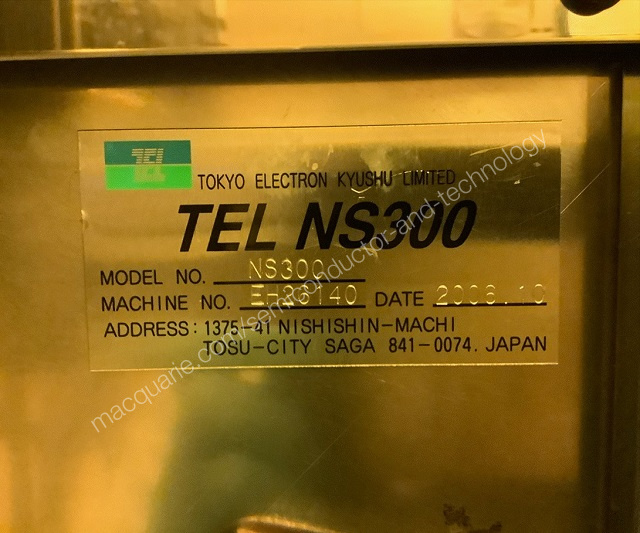 TEL
TOKYO ELECTRON KYUSHU LIMITED
TEL NS300
MODEL NO. NS300
MACHINE NO. DATE
ADDRESS: 1375-41 NISHISHIN-MACHI
TOSU-CITY SAGA 841-0074. JAPAN
macquarie.com/semiconductor-and-technology